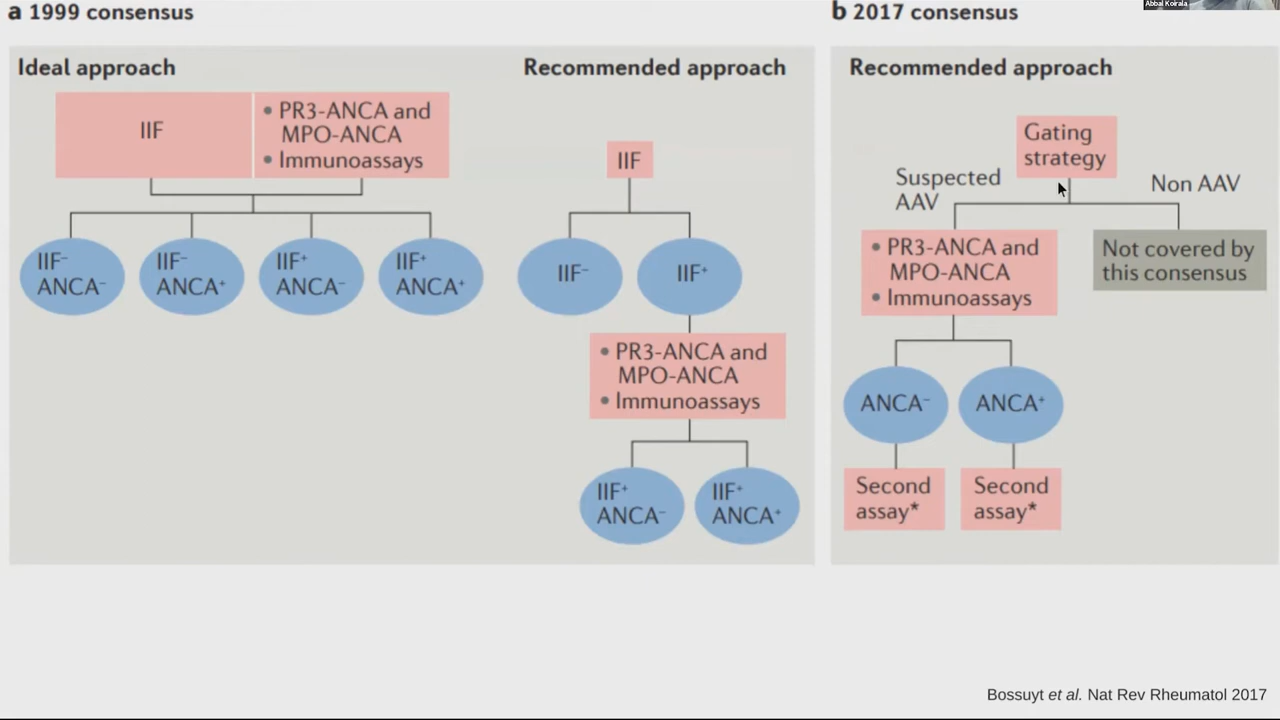 a 1999 consensus
Ideal approach
IIF
• PR3-ANCA and
MPO-ANCA
• Immunoassays
IIF⁻
ANCA⁻
IIF⁻
ANCA⁺
IIF⁺
ANCA⁻
IIF⁺
ANCA⁺
Recommended approach
IIF
IIF⁻
IIF⁺
• PR3-ANCA and
MPO-ANCA
• Immunoassays
IIF⁺
ANCA⁻
IIF⁺
ANCA⁺
b 2017 consensus
Recommended approach
Gating
strategy
Suspected
AAV
Non AAV
• PR3-ANCA and
MPO-ANCA
• Immunoassays
Not covered by
this consensus
ANCA⁻
ANCA⁺
Second
assay*
Second
assay*
Bossuyt et al. Nat Rev Rheumatol 2017
Abbal Koirala